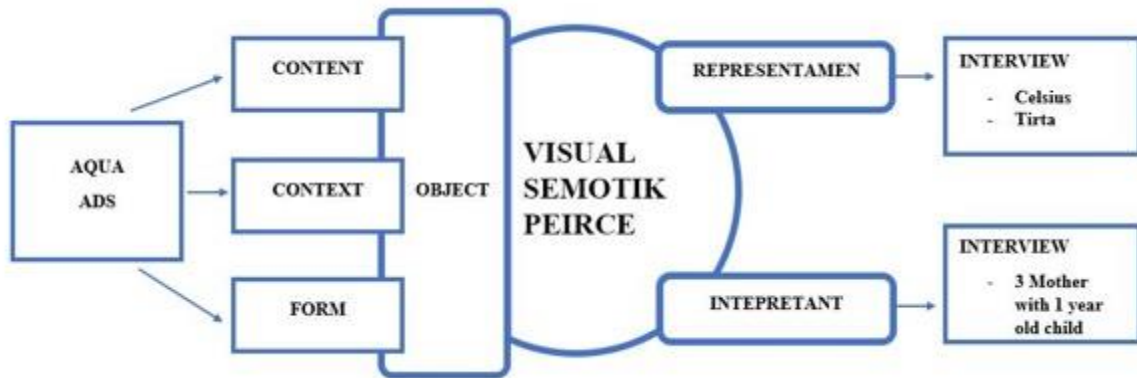 AQUA
ADS
CONTENT
CONTEXT
FORM
OBJECT
VISUAL
SEMOTIK
PEIRCE
REPRESENTAMEN
INTEPRETANT
INTERVIEW
- Celsius
- Tirta
INTERVIEW
- 3 Mother
with 1 year
old child